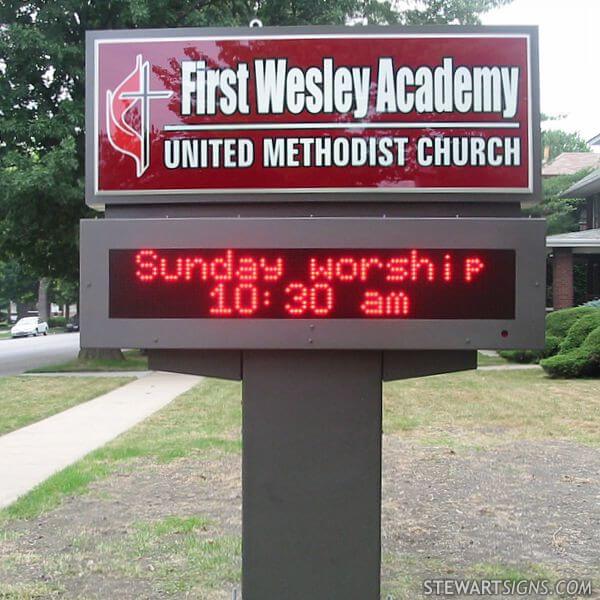 First Wesley Academy
UNITED METHODIST CHURCH
Sunday worship
10:30 am
STEWARTSIGNS.COM